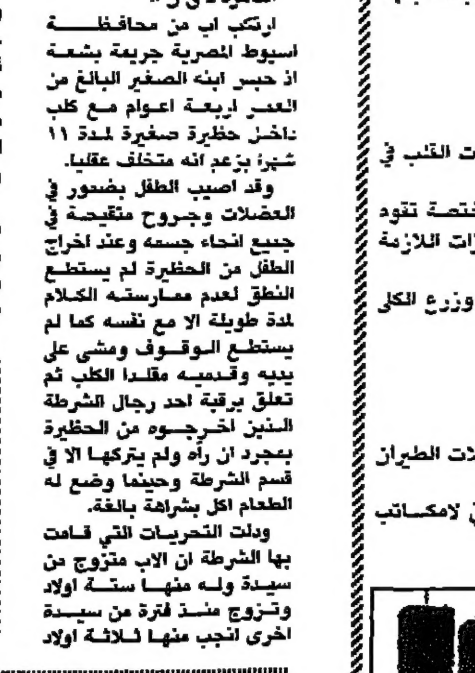 ارتكب اب من محافظة
اسيوط المصرية جريمة بشعة
اذ حبس ابنه الصغير البالغ من
العمر اربعة اعوام مع كلب
داخل حظيرة صغيرة لمدة ١١
شهرا بزعم انه متخلف عقليا.
وقد اصيب الطفل بضمور في
العضلات وجروح متقيحة في
جميع انحاء جسمه وعند اخراج
الطفل من الحظيرة لم يستطع
النطق لعدم ممارسته الكلام
لمدة طويلة الا مع نفسه كما لم
يستطع الوقوف ومشى على
يديه وقدميه مقلدا الكلب ثم
تعلق برقبة احد رجال الشرطة
الذين اخرجوه من الحظيرة
بمجرد ان رآه ولم يتركها الا في
قسم الشرطة وحينما وضع له
الطعام اكل بشراهة بالغة.
ودلت التحريات التي قامت
بها الشرطة ان الاب متزوج من
سيدة وله منها ستة اولاد
وتزوج منذ فترة من سيدة
اخرى انجب منها ثلاثة اولاد
ات القلب في
ختصة تقود
زات اللازمة
وزرع الكلى
لات الطيران
ي لامكاتب